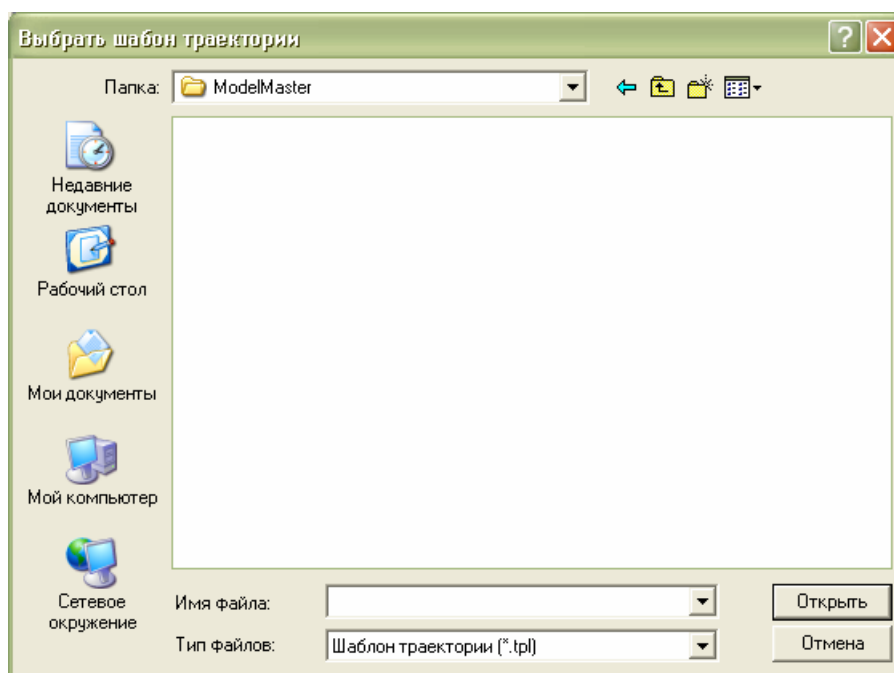 Выбрать шабон траектории
Папка:
ModelMaster
Недавние
документы
Рабочий стол
Мои документы
Мой компьютер
Сетевое
окружение
Имя файла:
Открыть
Тип файлов:
Шаблон траектории (*.tpl)
Отмена